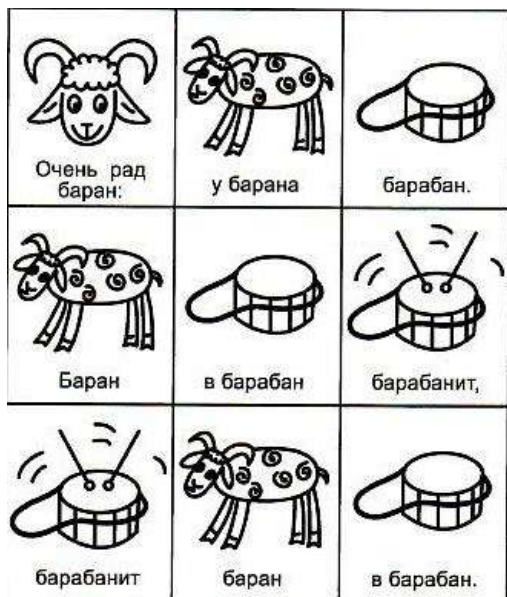 Очень рад
баран:
у барана
барабан.
Баран
в барабан
барабанит,
барабанит
баран
в барабан.